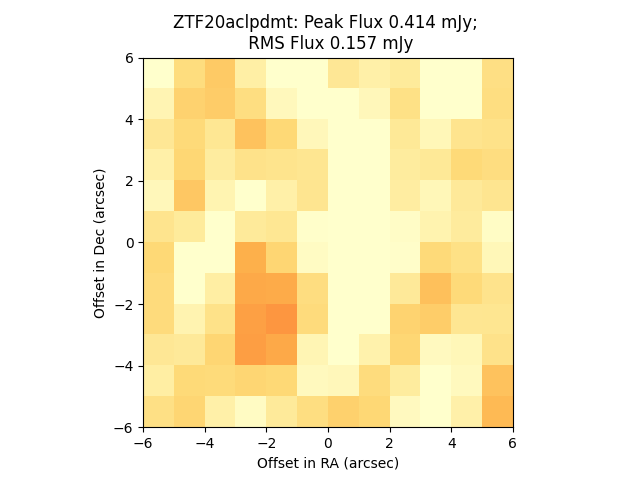 ZTF20aclpdmt: Peak Flux 0.414 mJy;
RMS Flux 0.157 mJy
6
4
2
0
−2
−4
−6
Offset in Dec (arcsec)
−6 −4 −2 0 2 4 6
Offset in RA (arcsec)